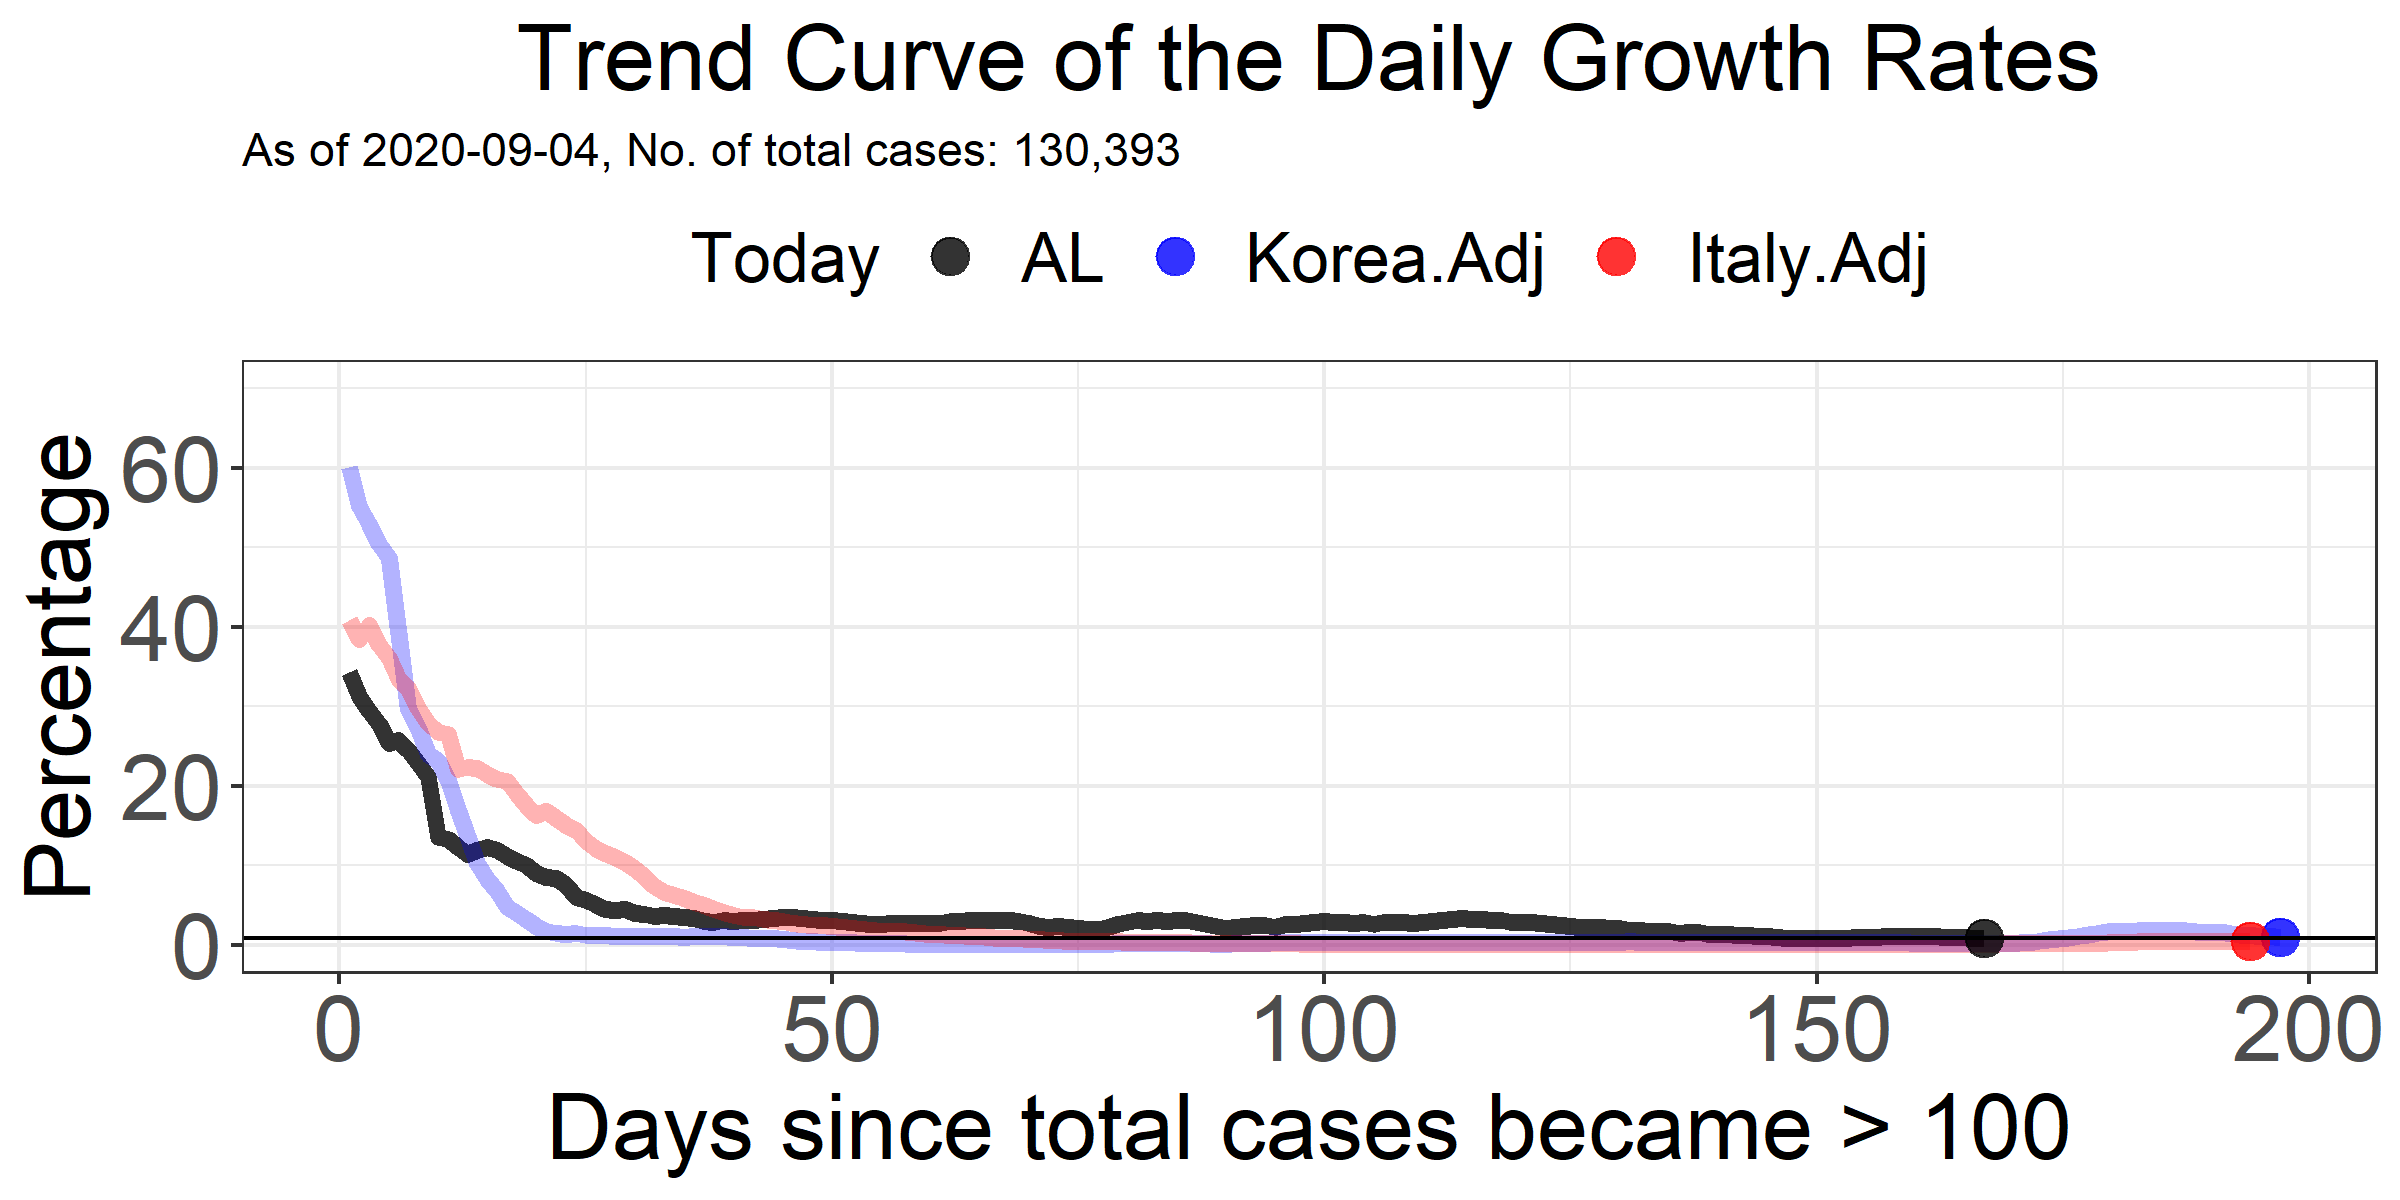 Trend Curve of the Daily Growth Rates
As of 2020-09-04, No. of total cases: 130,393
Today AL Korea.Adj Italy.Adj
Percentage
60
40
20
0
0 50 100 150 200
Days since total cases became > 100